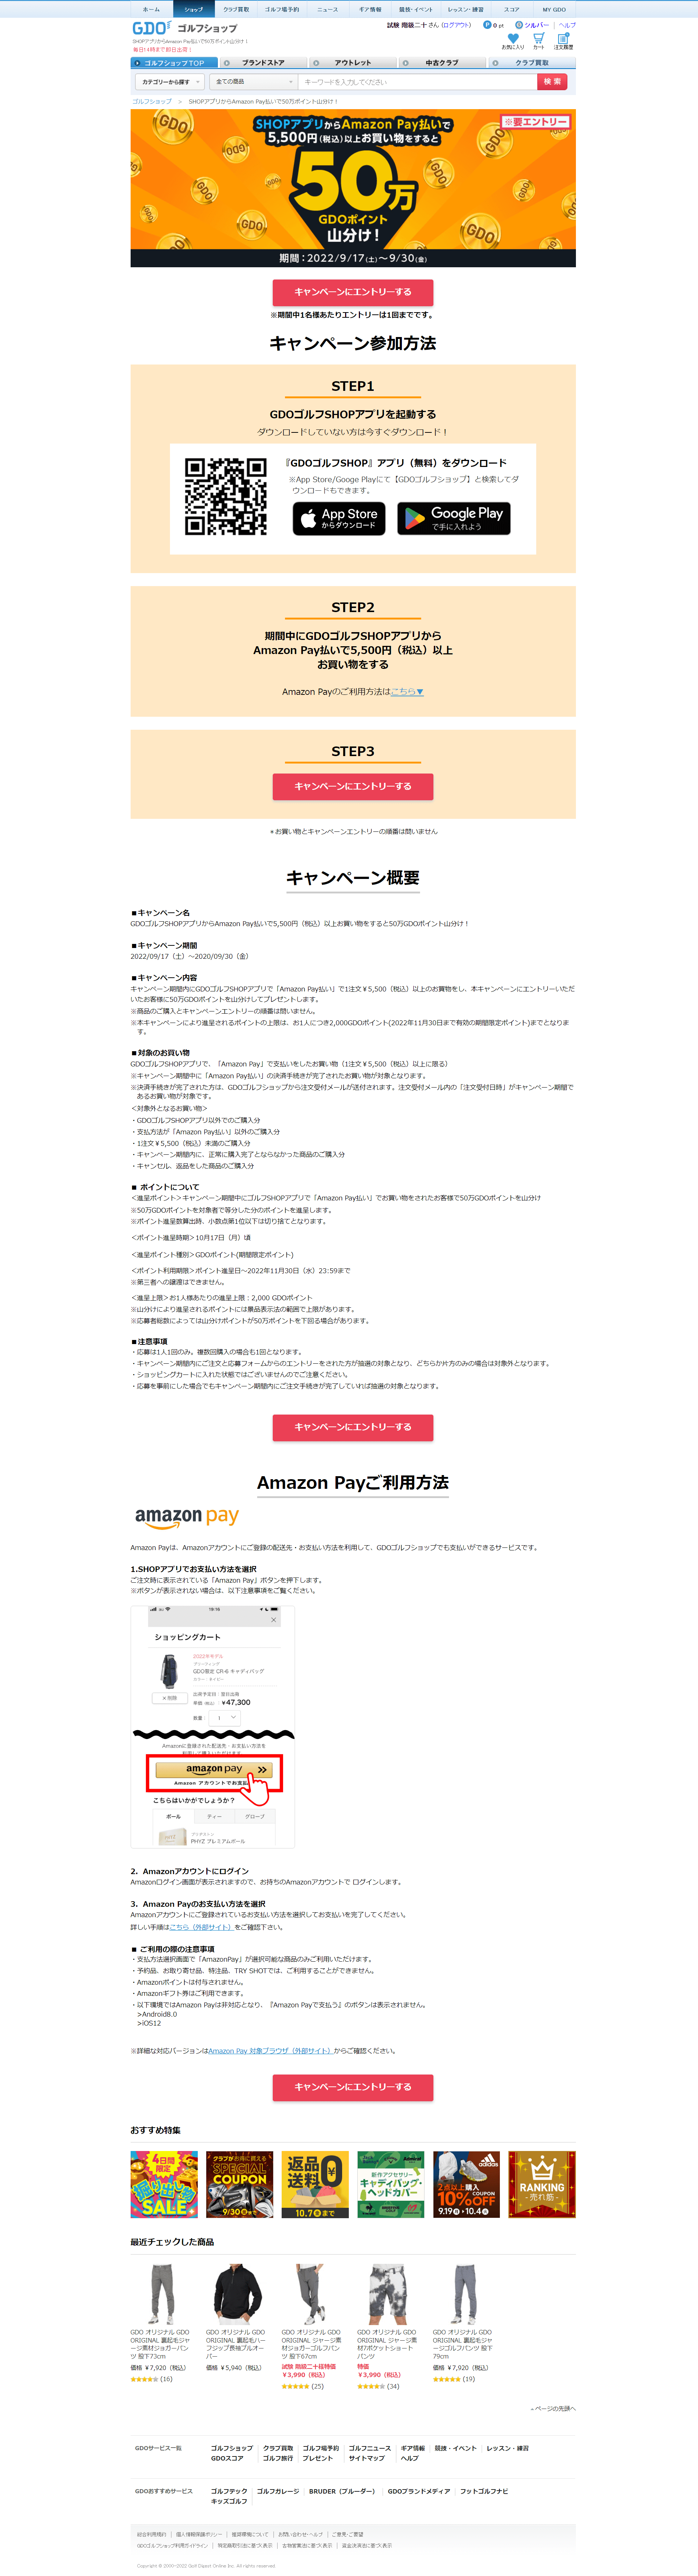 ホーム
ショップ
クラブ買取
ゴルフ場予約
ニュース
ギア情報
競技・イベント
レッスン・練習
スコア
MY GDO
GDO ゴルフショップ
SHOPアプリからAmazon Pay払いで50万ポイント山分け！
毎日14時まで即日出荷！
試験 階級二十 さん（ログアウト）
P 0 pt
シルバー
ヘルプ
お気に入り
カート
注文履歴
ゴルフショップTOP
ブランドストア
アウトレット
中古クラブ
クラブ買取
カテゴリーから探す
全ての商品
キーワードを入力してください
検 索
ゴルフショップ ＞ SHOPアプリからAmazon Pay払いで50万ポイント山分け！
SHOPアプリからAmazon Pay払いで
5,500円(税込)以上お買い物をすると
※要エントリー
50万
GDOポイント
山分け!
期間：2022/9/17(土)～9/30(金)
キャンペーンにエントリーする
※期間中1名様あたりエントリーは1回までです。
キャンペーン参加方法
STEP1
GDOゴルフSHOPアプリを起動する
ダウンロードしていない方は今すぐダウンロード！
『GDOゴルフSHOP』アプリ（無料）をダウンロード
※App Store/Googe Playにて【GDOゴルフショップ】と検索してダ
ウンロードもできます。
App Store
からダウンロード
Google Play
で手に入れよう
STEP2
期間中にGDOゴルフSHOPアプリから
Amazon Pay払いで5,500円（税込）以上
お買い物をする
Amazon Payのご利用方法はこちら▼
STEP3
キャンペーンにエントリーする
＊お買い物とキャンペーンエントリーの順番は問いません
キャンペーン概要
■キャンペーン名
GDOゴルフSHOPアプリからAmazon Pay払いで5,500円（税込）以上お買い物をすると50万GDOポイント山分け！
■キャンペーン期間
2022/09/17（土）～2020/09/30（金）
■キャンペーン内容
キャンペーン期間内にGDOゴルフSHOPアプリで「Amazon Pay払い」で1注文￥5,500（税込）以上のお買物をし、本キャンペーンにエントリーいただ
いたお客様に50万GDOポイントを山分けしてプレゼントします。
※商品のご購入とキャンペーンエントリーの順番は問いません。
※本キャンペーンにより進呈されるポイントの上限は、お1人につき2,000GDOポイント(2022年11月30日まで有効の期間限定ポイント)までとなりま
す。
■対象のお買い物
GDOゴルフSHOPアプリで、「Amazon Pay」で支払いをしたお買い物（1注文￥5,500（税込）以上に限る）
※キャンペーン期間中に「Amazon Pay払い」の決済手続きが完了されたお買い物が対象となります。
※決済手続きが完了された方は、GDOゴルフショップから注文受付メールが送付されます。注文受付メール内の「注文受付日時」がキャンペーン期間で
あるお買い物が対象です。
＜対象外となるお買い物＞
・GDOゴルフSHOPアプリ以外でのご購入分
・支払方法が「Amazon Pay払い」以外のご購入分
・1注文￥5,500（税込）未満のご購入分
・キャンペーン期間内に、正常に購入完了とならなかった商品のご購入分
・キャンセル、返品をした商品のご購入分
■ ポイントについて
＜進呈ポイント＞キャンペーン期間中にゴルフSHOPアプリで「Amazon Pay払い」でお買い物をされたお客様で50万GDOポイントを山分け
※50万GDOポイントを対象者で等分した分のポイントを進呈します。
※ポイント進呈数算出時、小数点第1位以下は切り捨てとなります。
＜ポイント進呈時期＞10月17日（月）頃
＜進呈ポイント種別＞GDOポイント(期間限定ポイント)
＜ポイント利用期限＞ポイント進呈日～2022年11月30日（水）23:59まで
※第三者への譲渡はできません。
＜進呈上限＞お1人様あたりの進呈上限：2,000 GDOポイント
※山分けにより進呈されるポイントには景品表示法の範囲で上限があります。
※応募者総数によっては山分けポイントが50万ポイントを下回る場合があります。
■注意事項
・応募は1人1回のみ。複数回購入の場合も1回となります。
・キャンペーン期間内にご注文と応募フォームからのエントリーをされた方が抽選の対象となり、どちらか片方のみの場合は対象外となります。
・ショッピングカートに入れた状態ではございませんのでご注意ください。
・応募を事前にした場合でもキャンペーン期間内にご注文手続きが完了していれば抽選の対象となります。
キャンペーンにエントリーする
Amazon Payご利用方法
amazon pay
Amazon Payは、Amazonアカウントにご登録の配送先・お支払い方法を利用して、GDOゴルフショップでも支払いができるサービスです。
1.SHOPアプリでお支払い方法を選択
ご注文時に表示されている「Amazon Pay」ボタンを押下します。
※ボタンが表示されない場合は、以下注意事項をご覧ください。
ショッピングカート
2022年モデル
ブリーフィング
GDO限定 CR-6 キャディバッグ
カラー：ネイビー
× 削除
出荷予定日：翌日出荷
単価 (税込)：￥47,300
数量： 1
Amazonに登録された配送先・お支払い方法を
利用して購入いただけます。
amazon pay
Amazon アカウントでお支払い
こちらはいかがでしょうか？
ボール
ティー
グローブ
ブリヂストン
PHYZ プレミアムボール
2．Amazonアカウントにログイン
Amazonログイン画面が表示されますので、お持ちのAmazonアカウントで ログインします。
3．Amazon Payのお支払い方法を選択
Amazonアカウントにご登録されているお支払い方法を選択してお支払いを完了してください。
詳しい手順はこちら（外部サイト）をご確認下さい。
■ ご利用の際の注意事項
・支払方法選択画面で「AmazonPay」が選択可能な商品のみご利用いただけます。
・予約品、お取り寄せ品、特注品、TRY SHOTでは、ご利用することができません。
・Amazonポイントは付与されません。
・Amazonギフト券はご利用できます。
・以下環境ではAmazon Payは非対応となり、『Amazon Payで支払う』のボタンは表示されません。
>Android8.0
>iOS12
※詳細な対応バージョンはAmazon Pay 対象ブラウザ（外部サイト）からご確認ください。
キャンペーンにエントリーする
おすすめ特集
4日間限定
掘り出し物
SALE
クラブがお得に買える
SPECIAL
COUPON
9/30(金)まで
返品送料0¥
10.7(金)まで
新作アクセサリー
キャディバッグ・
ヘッドカバー
adidas
2点以上購入
COUPON
10%OFF
9.19(月)・10.4(火)
RANKING
-売れ筋-
最近チェックした商品
GDO オリジナル GDO
ORIGINAL 裏起毛ジャ
ージ素材ジョガーパン
ツ 股下73cm
価格 ￥7,920（税込）
(16)
GDO オリジナル GDO
ORIGINAL 裏起毛ハー
フジップ長袖プルオー
バー
価格 ￥5,940（税込）
GDO オリジナル GDO
ORIGINAL ジャージ素
材ジョガーゴルフパン
ツ 股下67cm
試験 階級二十様特価
￥3,990（税込）
(25)
GDO オリジナル GDO
ORIGINAL ジャージ素
材7ポケットショート
パンツ
特価
￥3,990（税込）
(34)
GDO オリジナル GDO
ORIGINAL 裏起毛ジャ
ージゴルフパンツ 股下
79cm
価格 ￥7,920（税込）
(19)
ページの先頭へ
GDOサービス一覧
ゴルフショップ
クラブ買取
ゴルフ場予約
ゴルフニュース
ギア情報
競技・イベント
レッスン・練習
GDOスコア
ゴルフ旅行
プレゼント
サイトマップ
ヘルプ
GDOおすすめサービス
ゴルフテック
ゴルフガレージ
BRUDER（ブルーダー）
GDOブランドメディア
フットゴルフナビ
キッズゴルフ
総合利用規約
個人情報保護ポリシー
推奨環境について
お問い合わせ・ヘルプ
ご意見・ご要望
GDOゴルフショップ利用ガイドライン
特定商取引法に基づく表示
古物営業法に基づく表示
資金決済法に基づく表示
Copyright © 2000-2022 Golf Digest Online Inc. All rights reserved.